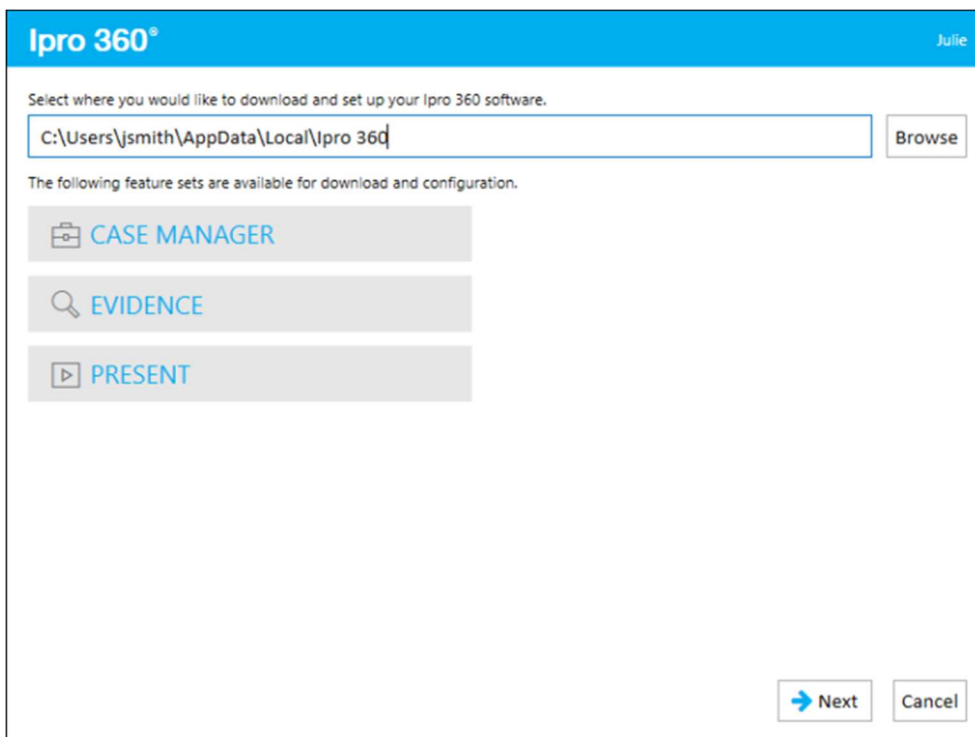 Ipro 360®
Julie
Select where you would like to download and set up your Ipro 360 software.
C:\Users\jsmith\AppData\Local\Ipro 360
Browse
The following feature sets are available for download and configuration.
CASE MANAGER
EVIDENCE
PRESENT
Next
Cancel